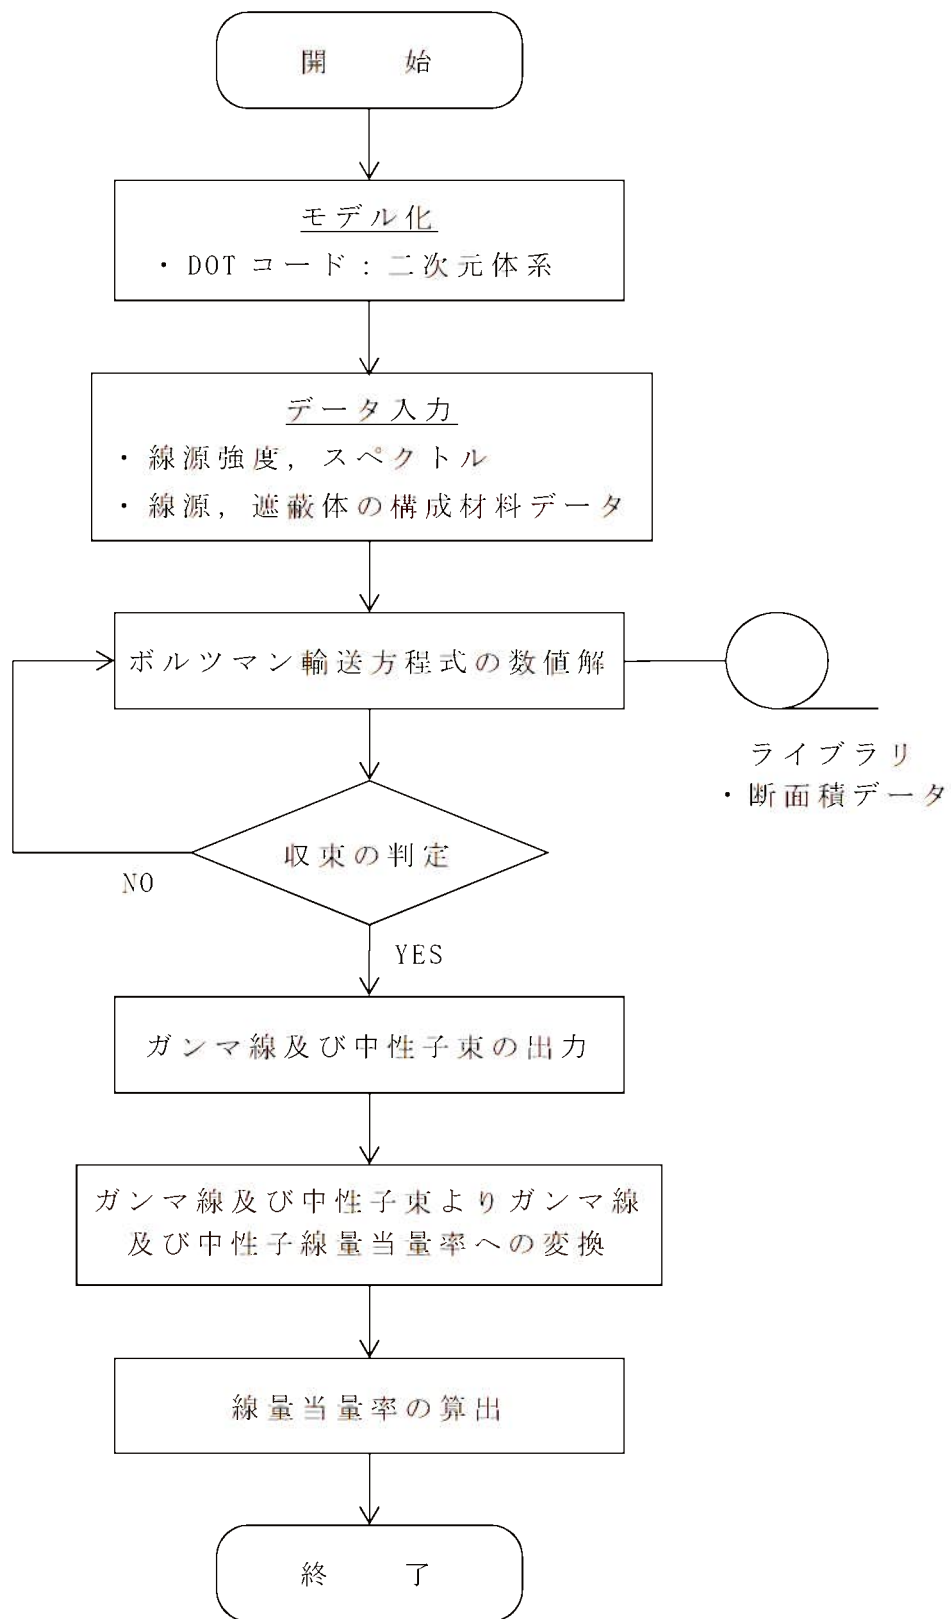 開 始
モデル化
・DOTコード：二次元体系
データ入力
・線源強度，スペクトル
・線源，遮蔽体の構成材料データ
ボルツマン輸送方程式の数値解
ライブラリ
・断面積データ
収束の判定
NO
YES
ガンマ線及び中性子束の出力
ガンマ線及び中性子束よりガンマ線
及び中性子線量当量率への変換
線量当量率の算出
終 了